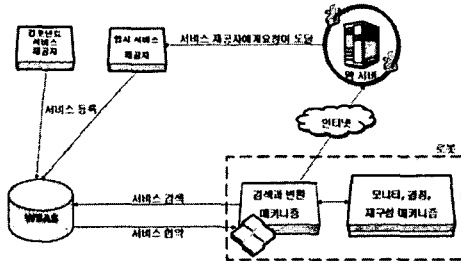 컴포넌트
서비스
제공자
임시 서비스
제공자
서비스 제공자에게요청이 도달
웹 서버
서비스 등록
인터넷
로봇
WSAS
서비스 검색
서비스 협약
검색과 변환
메커니즘
모니터, 결정,
재구성 메커니즘